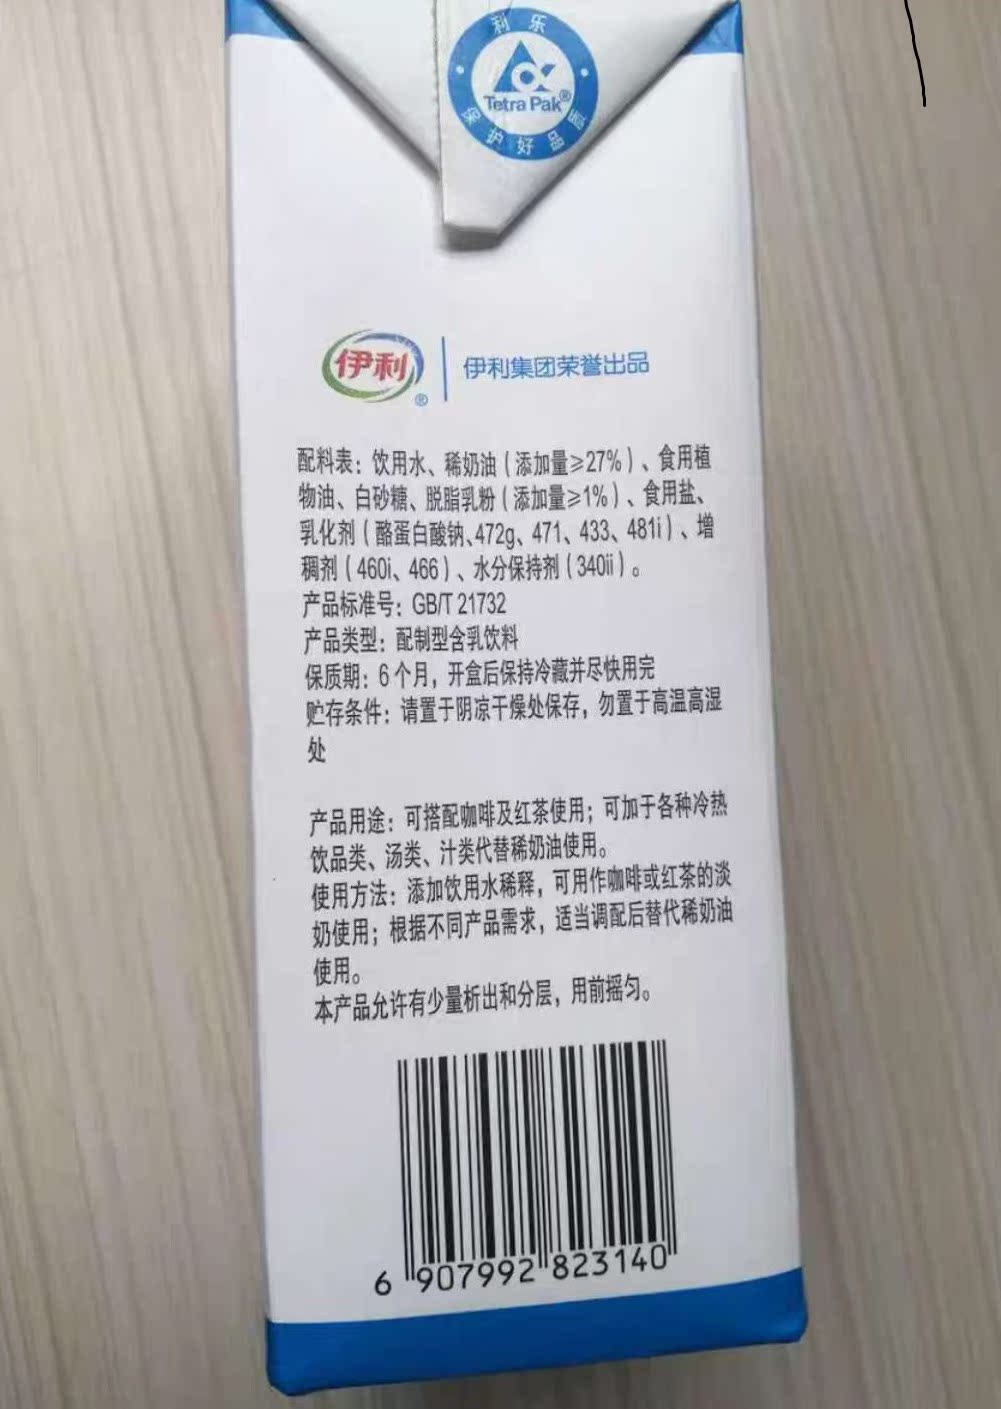 利乐
Tetra Pak®
保护好品质
伊利®
伊利集团荣誉出品
配料表：饮用水、稀奶油（添加量≥27%）、食用植
物油、白砂糖、脱脂乳粉（添加量≥1%）、食用盐、
乳化剂（酪蛋白酸钠、472g、471、433、481i）、增
稠剂（460i、466）、水分保持剂（340ii）。
产品标准号：GB/T 21732
产品类型：配制型含乳饮料
保质期：6个月，开盒后保持冷藏并尽快用完
贮存条件：请置于阴凉干燥处保存，勿置于高温高湿
处
产品用途：可搭配咖啡及红茶使用；可加于各种冷热
饮品类、汤类、汁类代替稀奶油使用。
使用方法：添加饮用水稀释，可用作咖啡或红茶的淡
奶使用；根据不同产品需求，适当调配后替代稀奶油
使用。
本产品允许有少量析出和分层，用前摇匀。
6 907992 823140